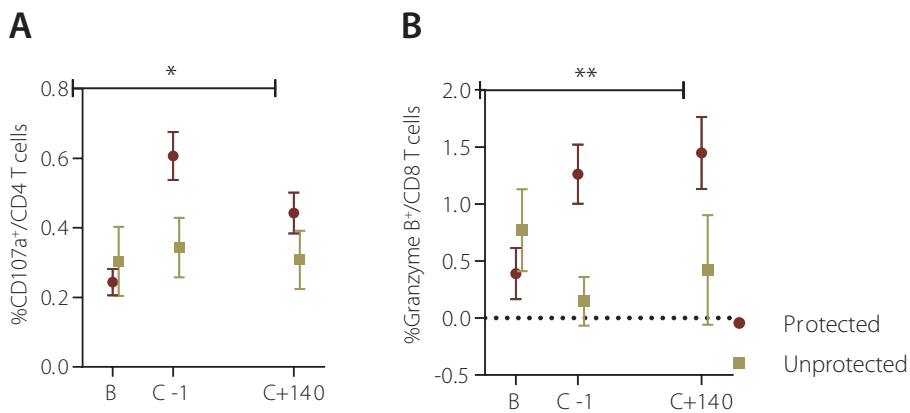 A
*
%CD107a⁺/CD4 T cells
0.8
0.6
0.4
0.2
0.0
B
C -1
C+140
B
**
%Granzyme B⁺/CD8 T cells
2.0
1.5
1.0
0.5
0.0
-0.5
B
C -1
C+140
Protected
Unprotected